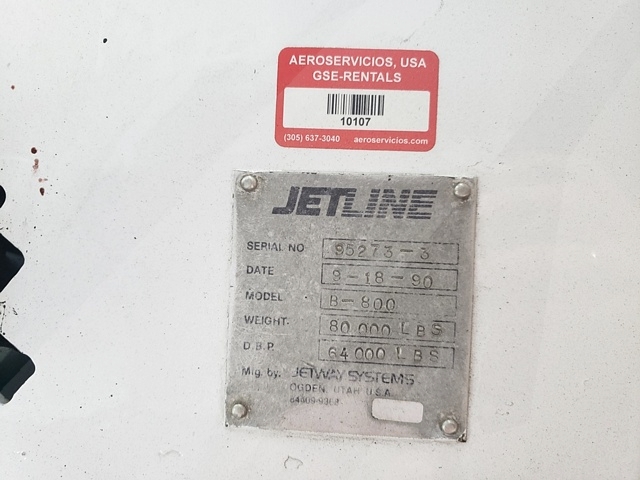 AEROSERVICIOS, USA
GSE-RENTALS
10107
(305) 637-3040 aeroservicios.com
JETLINE
SERIAL NO 95273-3
DATE 9-18-90
MODEL B-800
WEIGHT 80,000 LBS
D.B.P. 64,000 LBS
Mfg. by. JETWAY SYSTEMS
OGDEN, UTAH U.S.A.